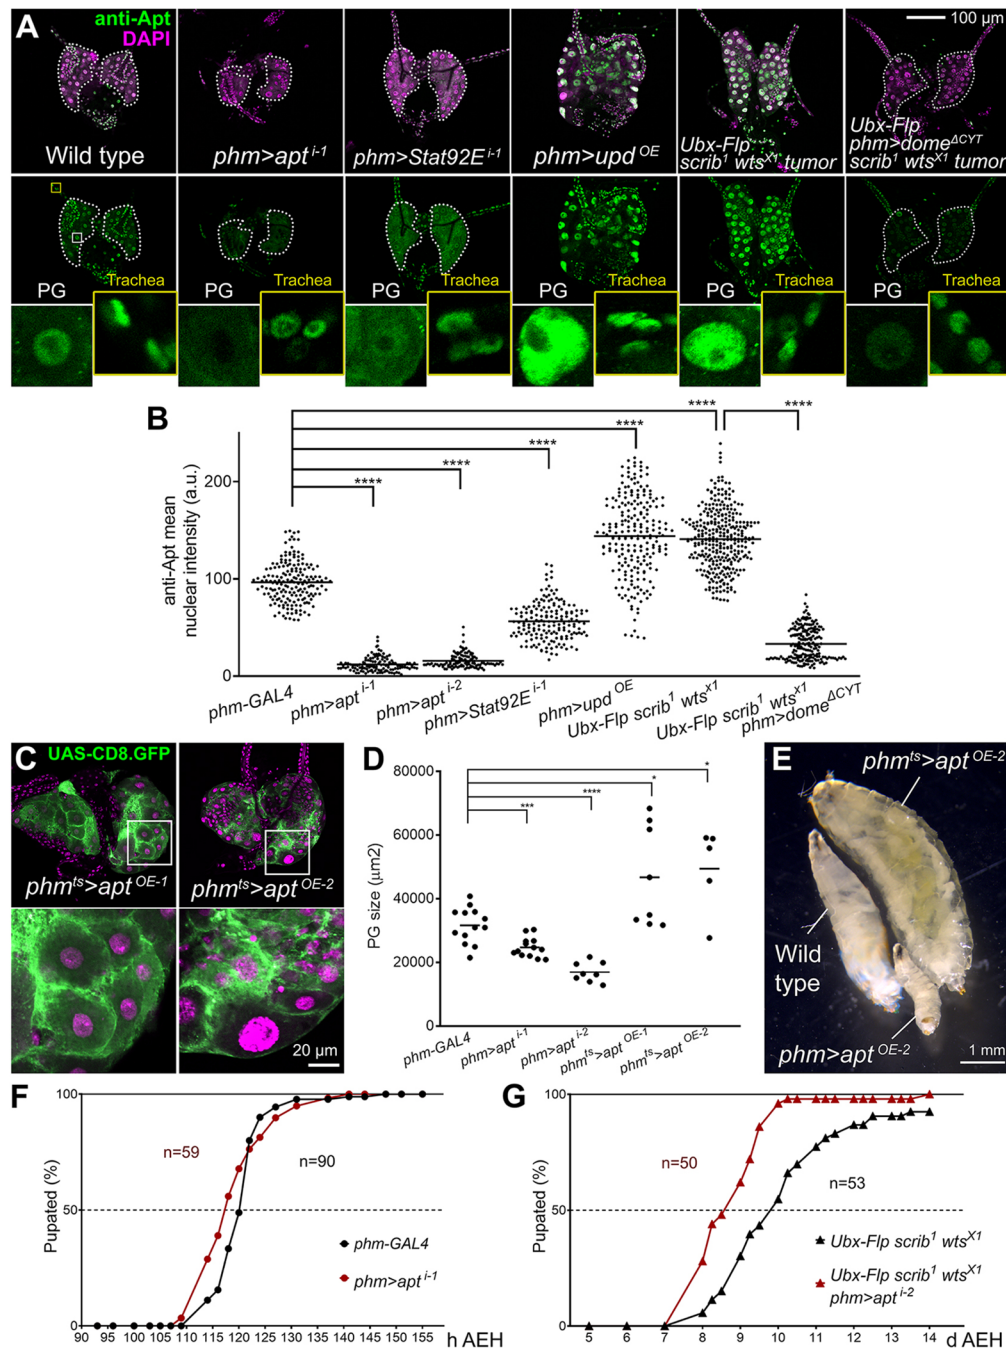 A
anti-Apt
DAPI
100 µm
Wild type
phm>apt i-1
phm>Stat92E i-1
phm>upd OE
Ubx-Flp
scrib1 wtsX1 tumor
Ubx-Flp
phm>domeΔCYT
scrib1 wtsX1 tumor
PG
Trachea
PG
Trachea
PG
Trachea
PG
Trachea
PG
Trachea
PG
Trachea
B
**** ****
****
****
****
****
anti-Apt mean
nuclear intensity (a.u.)
200
100
0
phm-GAL4
phm>apt i-1
phm>apt i-2
phm>Stat92E i-1
phm>upd OE
Ubx-Flp scrib1 wtsX1
Ubx-Flp scrib1 wtsX1
phm>domeΔCYT
C
UAS-CD8.GFP
phmts>apt OE-1
phmts>apt OE-2
20 µm
D
PG size (µm2)
80000
60000
40000
20000
0
*
*
****
***
phm-GAL4
phm>apt i-1
phm>apt i-2
phmts>apt OE-1
phmts>apt OE-2
E
phmts>apt OE-2
Wild
type
phm>apt OE-2
1 mm
F
Pupated (%)
100
50
0
n=59
n=90
phm-GAL4
phm>apt i-1
90 95 100 105 110 115 120 125 130 135 140 145 150 155 h AEH
G
Pupated (%)
100
50
0
n=50
n=53
Ubx-Flp scrib1 wtsX1
Ubx-Flp scrib1 wtsX1
phm>apt i-2
5 6 7 8 9 10 11 12 13 14 d AEH